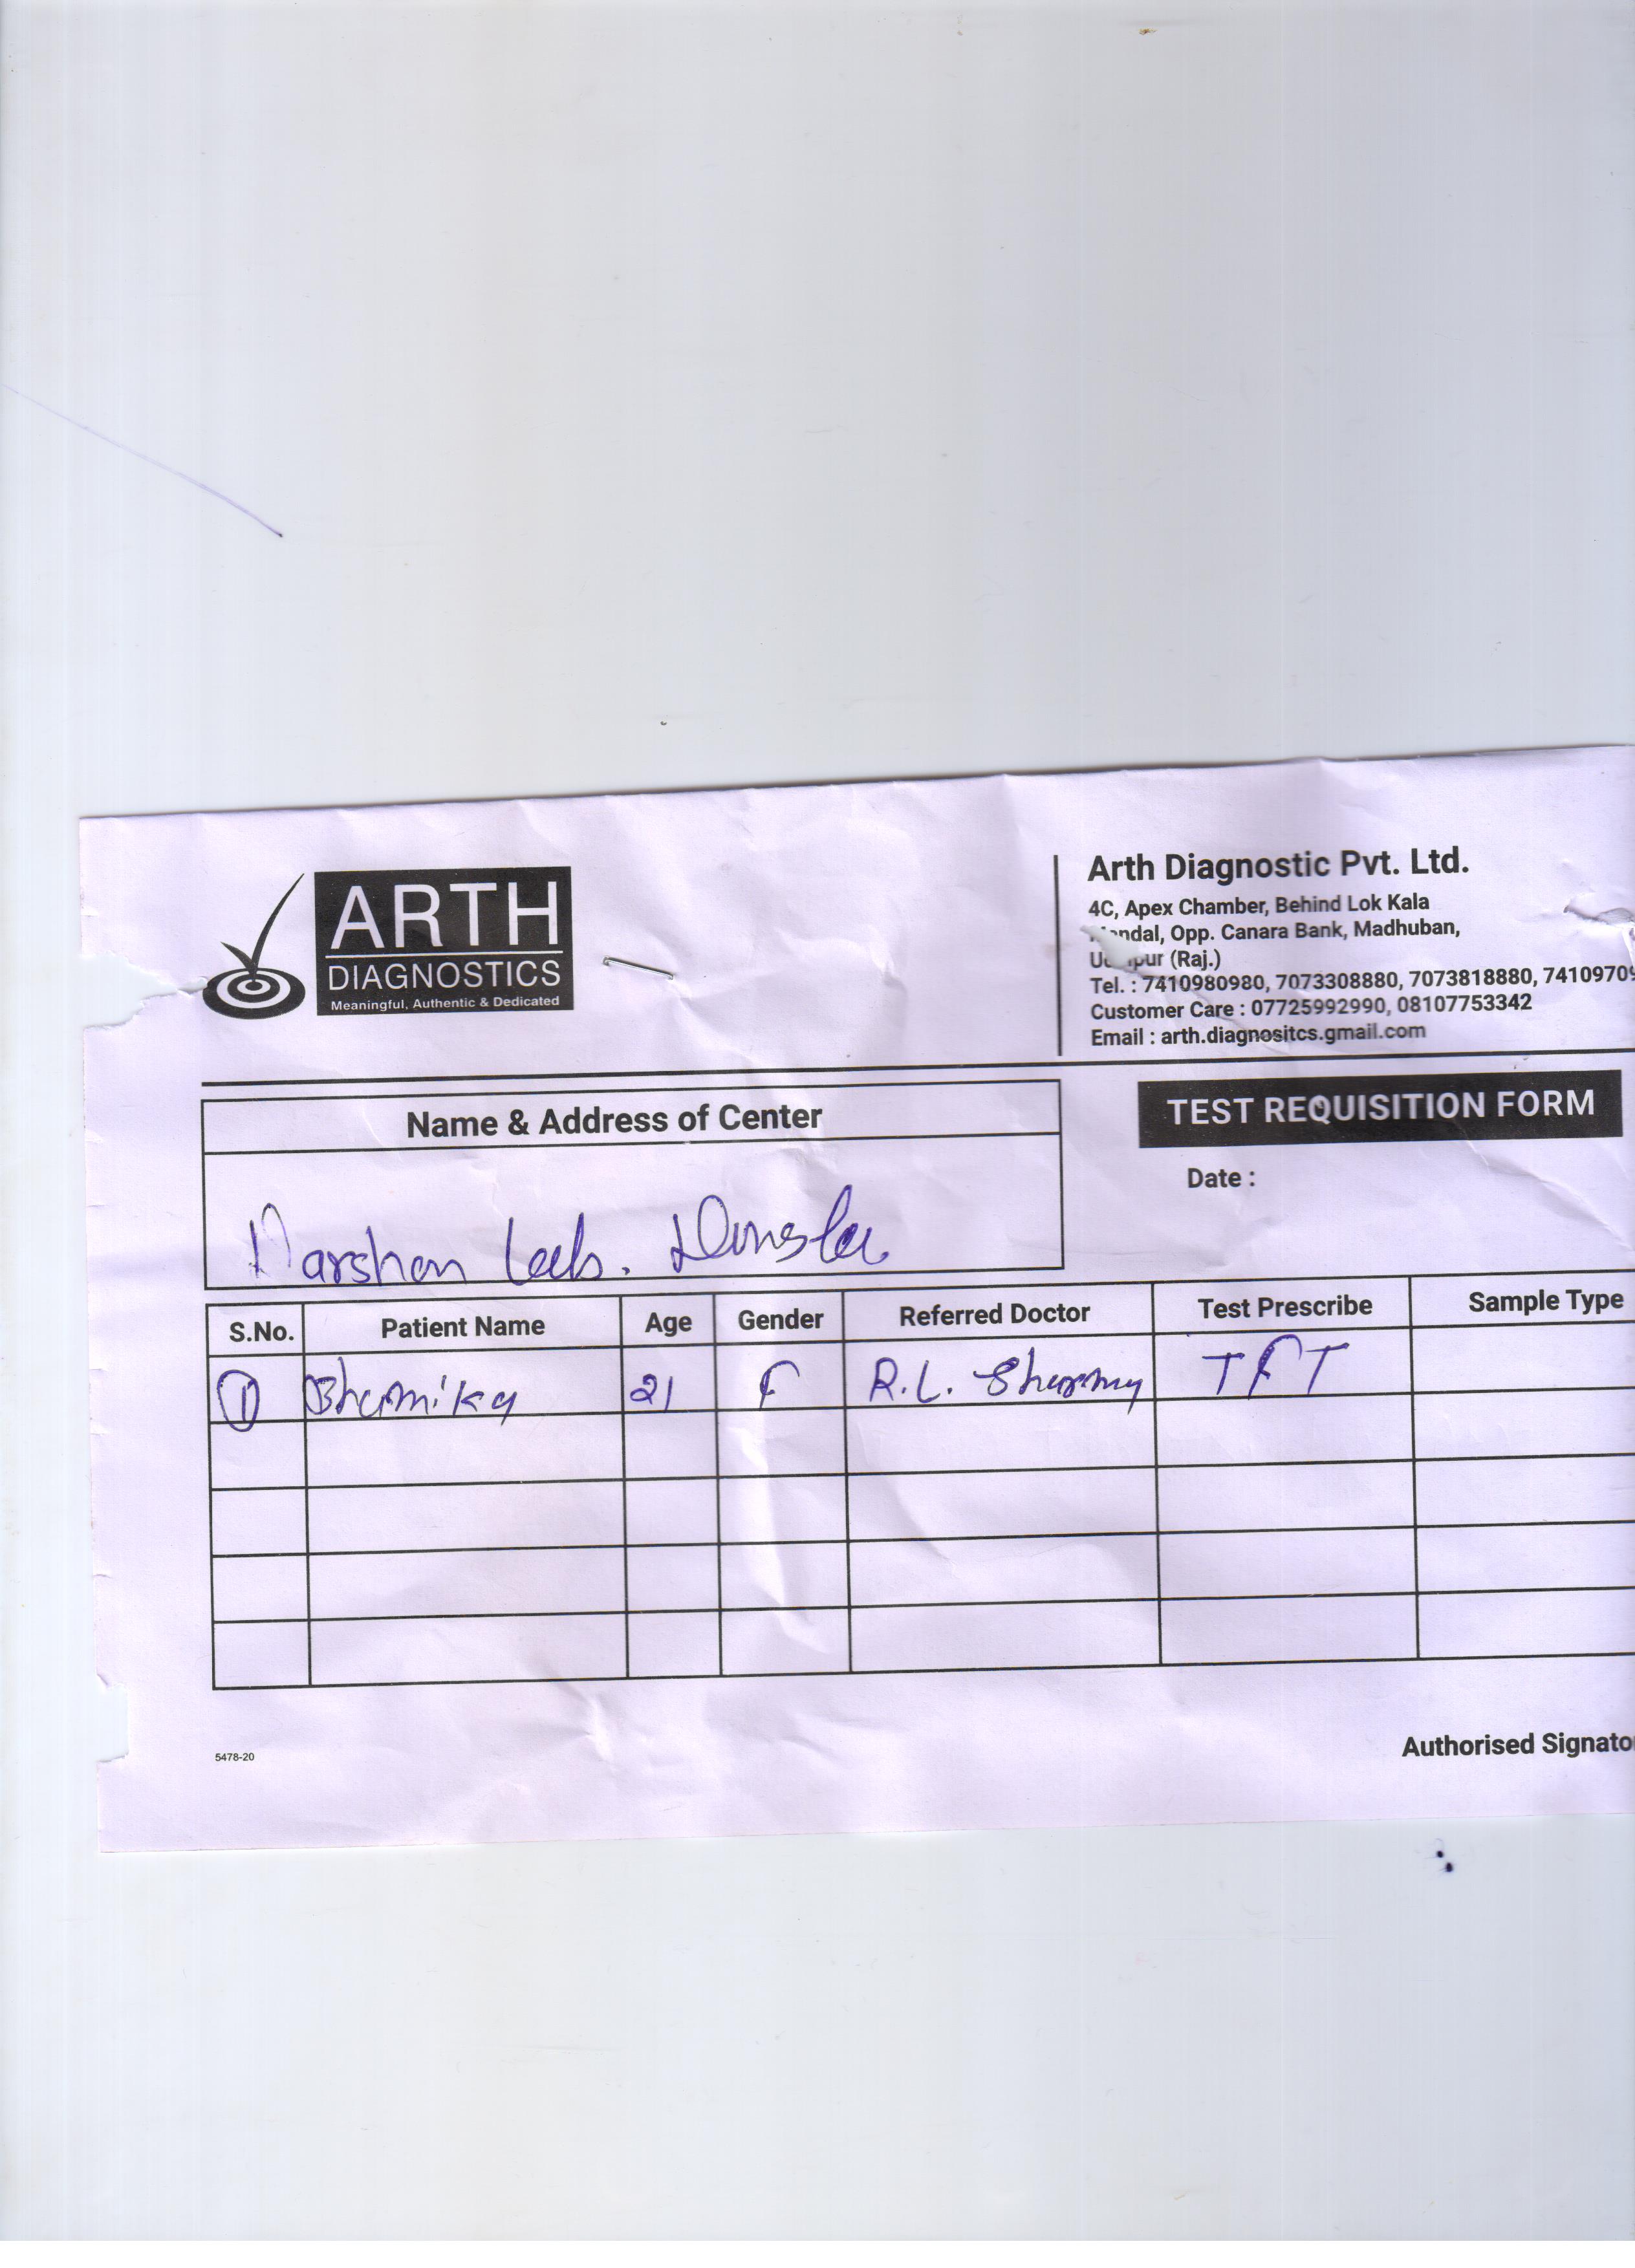 ARTH
DIAGNOSTICS
Meaningful, Authentic & Dedicated
Arth Diagnostic Pvt. Ltd.
4C, Apex Chamber, Behind Lok Kala
Opp. Canara Bank, Madhuban,
(Raj.)
Tel. : 7410980980, 7073308880, 7073818880, 7410970
Customer Care : 07725992990, 08107753342
Email : arth.diagnositcs.gmail.com
Name & Address of Center
TEST REQUISITION FORM
Date :
Darshan Lab.
S.No. Patient Name Age Gender Referred Doctor Test Prescribe Sample Type
1 Bhumika 21 F R.L. Sharma TFT
5478-20
Authorised